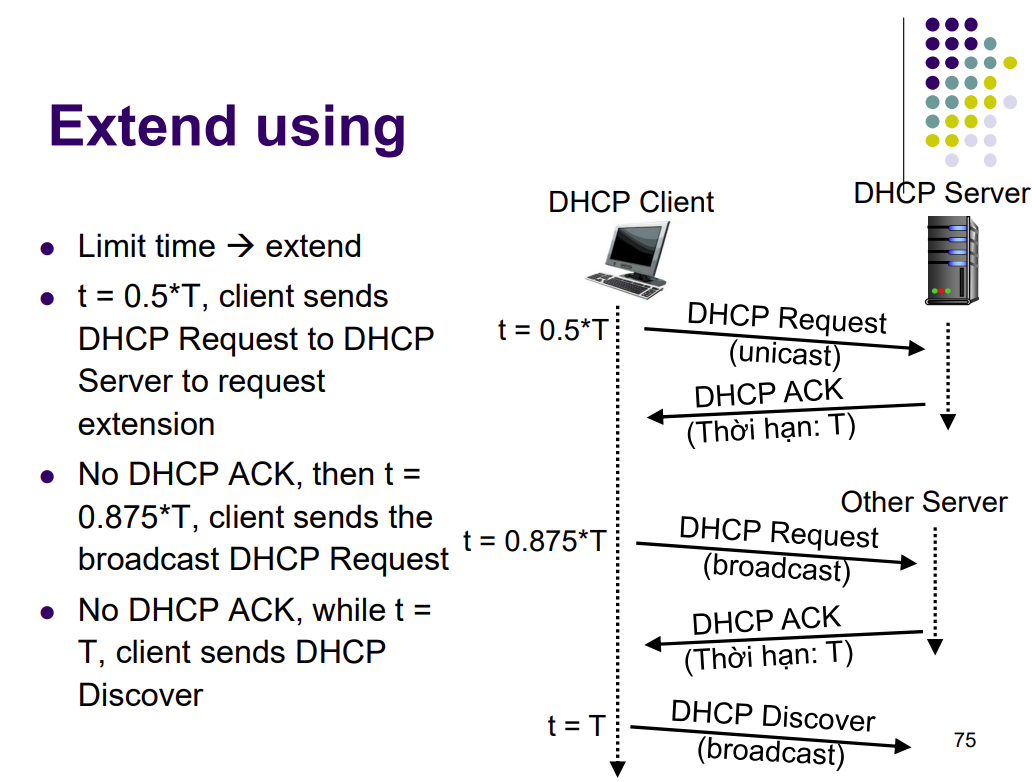 Extend using
● Limit time → extend
● t = 0.5*T, client sends
DHCP Request to DHCP
Server to request
extension
● No DHCP ACK, then t =
0.875*T, client sends the
broadcast DHCP Request
● No DHCP ACK, while t =
T, client sends DHCP
Discover
DHCP Client
DHCP Server
t = 0.5*T
DHCP Request
(unicast)
DHCP ACK
(Thời hạn: T)
Other Server
t = 0.875*T
DHCP Request
(broadcast)
DHCP ACK
(Thời hạn: T)
t = T
DHCP Discover
(broadcast)
75